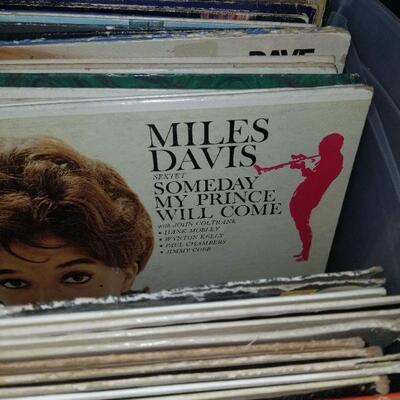 DAVE
MILES
DAVIS
SEXTET
SOMEDAY
MY PRINCE
WILL COME
with JOHN COLTRANE
• HANK MOBLEY
• WYNTON KELLY
• PAUL CHAMBERS
• JIMMY COBB